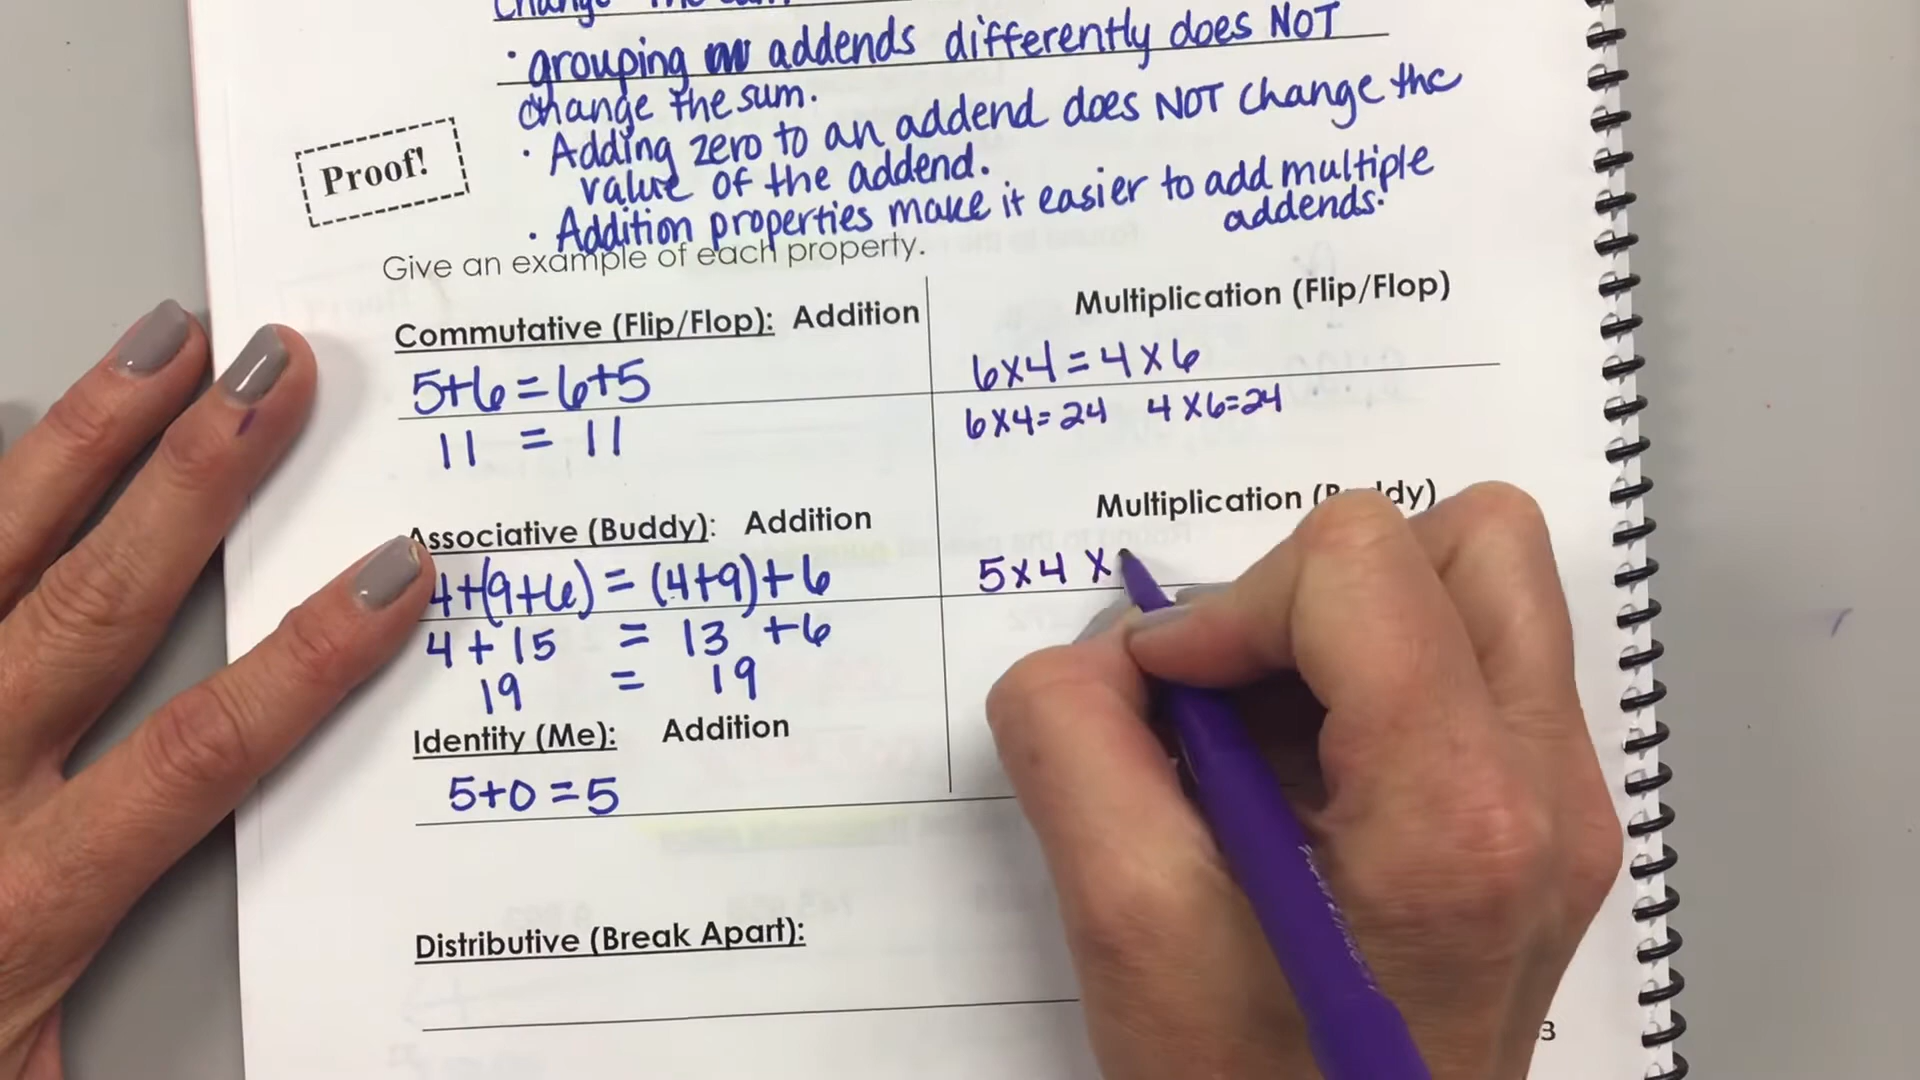 change the
· grouping addends differently does NOT
change the sum.
· Adding zero to an addend does NOT change the
value of the addend.
· Addition properties make it easier to add multiple
addends.
Proof!
Give an example of each property.
Commutative (Flip/Flop): Addition
5+6=6+5
11 = 11
Multiplication (Flip/Flop)
6x4=4x6
6x4=24 4x6=24
Associative (Buddy): Addition
4+(9+6)=(4+9)+6
4+15 = 13 +6
19 = 19
Multiplication
5x4 x
Identity (Me): Addition
5+0=5
Distributive (Break Apart):
3